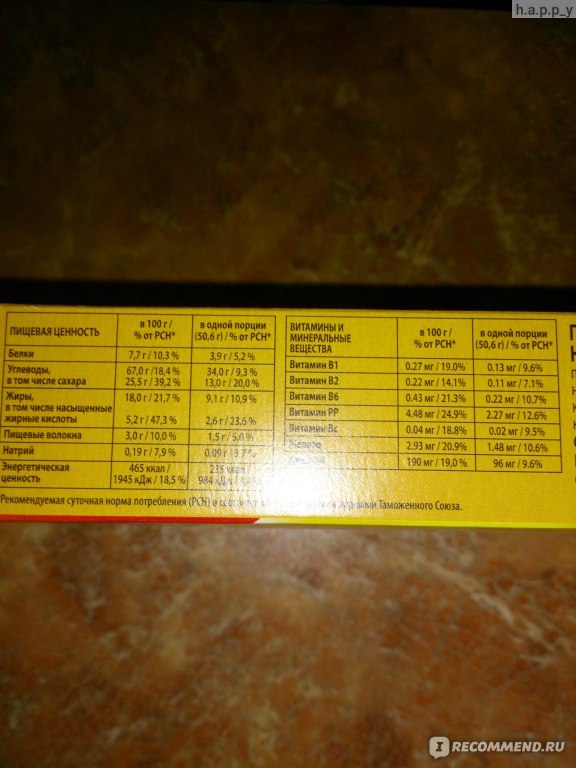 h.a.p.p_y
ПИЩЕВАЯ ЦЕННОСТЬ
в 100 г /
% от РСН*
в одной порции
(50,6 г) / % от РСН*
Белки
7,7 г / 10,3 %
3,9 г / 5,2 %
Углеводы,
67,0 г / 18,4 %
34,0 г / 9,3 %
в том числе сахара
25,5 г / 39,2 %
13,0 г / 20,0 %
Жиры,
18,0 г / 21,7 %
9,1 г / 10,9 %
в том числе насыщенные
жирные кислоты
5,2 г / 47,3 %
2,6 г / 23,6 %
Пищевые волокна
3,0 г / 10,0 %
1,5 г / 5,0 %
Натрий
0,19 г / 7,9 %
0,09 г /
Энергетическая
ценность
465 ккал /
1945 кДж / 18,5 %
ккал /
984 кДж /
ВИТАМИНЫ И
МИНЕРАЛЬНЫЕ
ВЕЩЕСТВА
в 100 г /
% от РСН*
в одной порции
(50,6 г) / % от РСН*
Витамин В1
0.27 мг / 19.0%
0.13 мг / 9.6%
Витамин В2
0.22 мг / 14.1%
0.11 мг / 7.1%
Витамин В6
0.43 мг / 21.3%
0.22 мг / 10.7%
Витамин РР
4.48 мг / 24.9%
2.27 мг / 12.6%
Витамин Вс
0.04 мг / 18.8%
0.02 мг / 9.5%
Железо
2.93 мг / 20.9%
1.48 мг / 10.6%
190 мг / 19,0 %
96 мг / 9.6%
Рекомендуемая суточная норма потребления (РСН) в Таможенного Союза.
RECOMMEND.RU